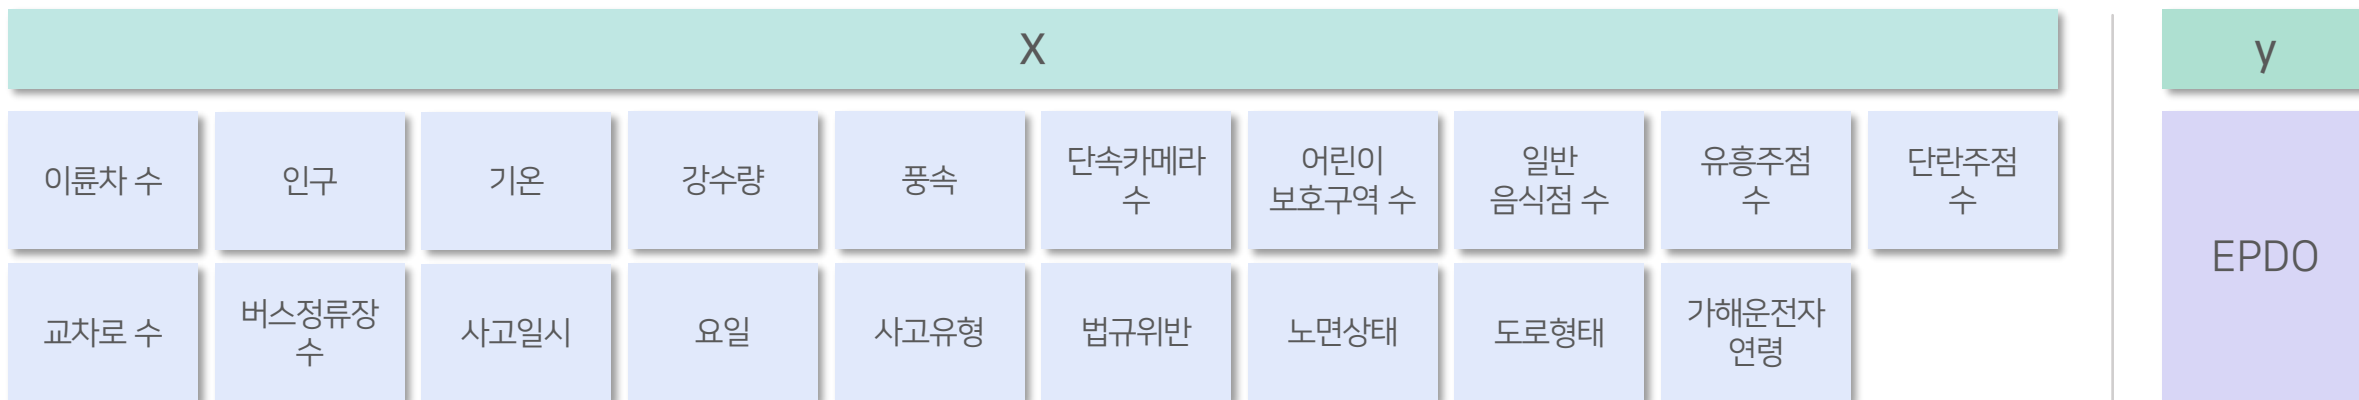 X
y
이륜차 수
인구
기온
강수량
풍속
단속카메라
수
어린이
보호구역 수
일반
음식점 수
유흥주점
수
단란주점
수
EPDO
교차로 수
버스정류장
수
사고일시
요일
사고유형
법규위반
노면상태
도로형태
가해운전자
연령